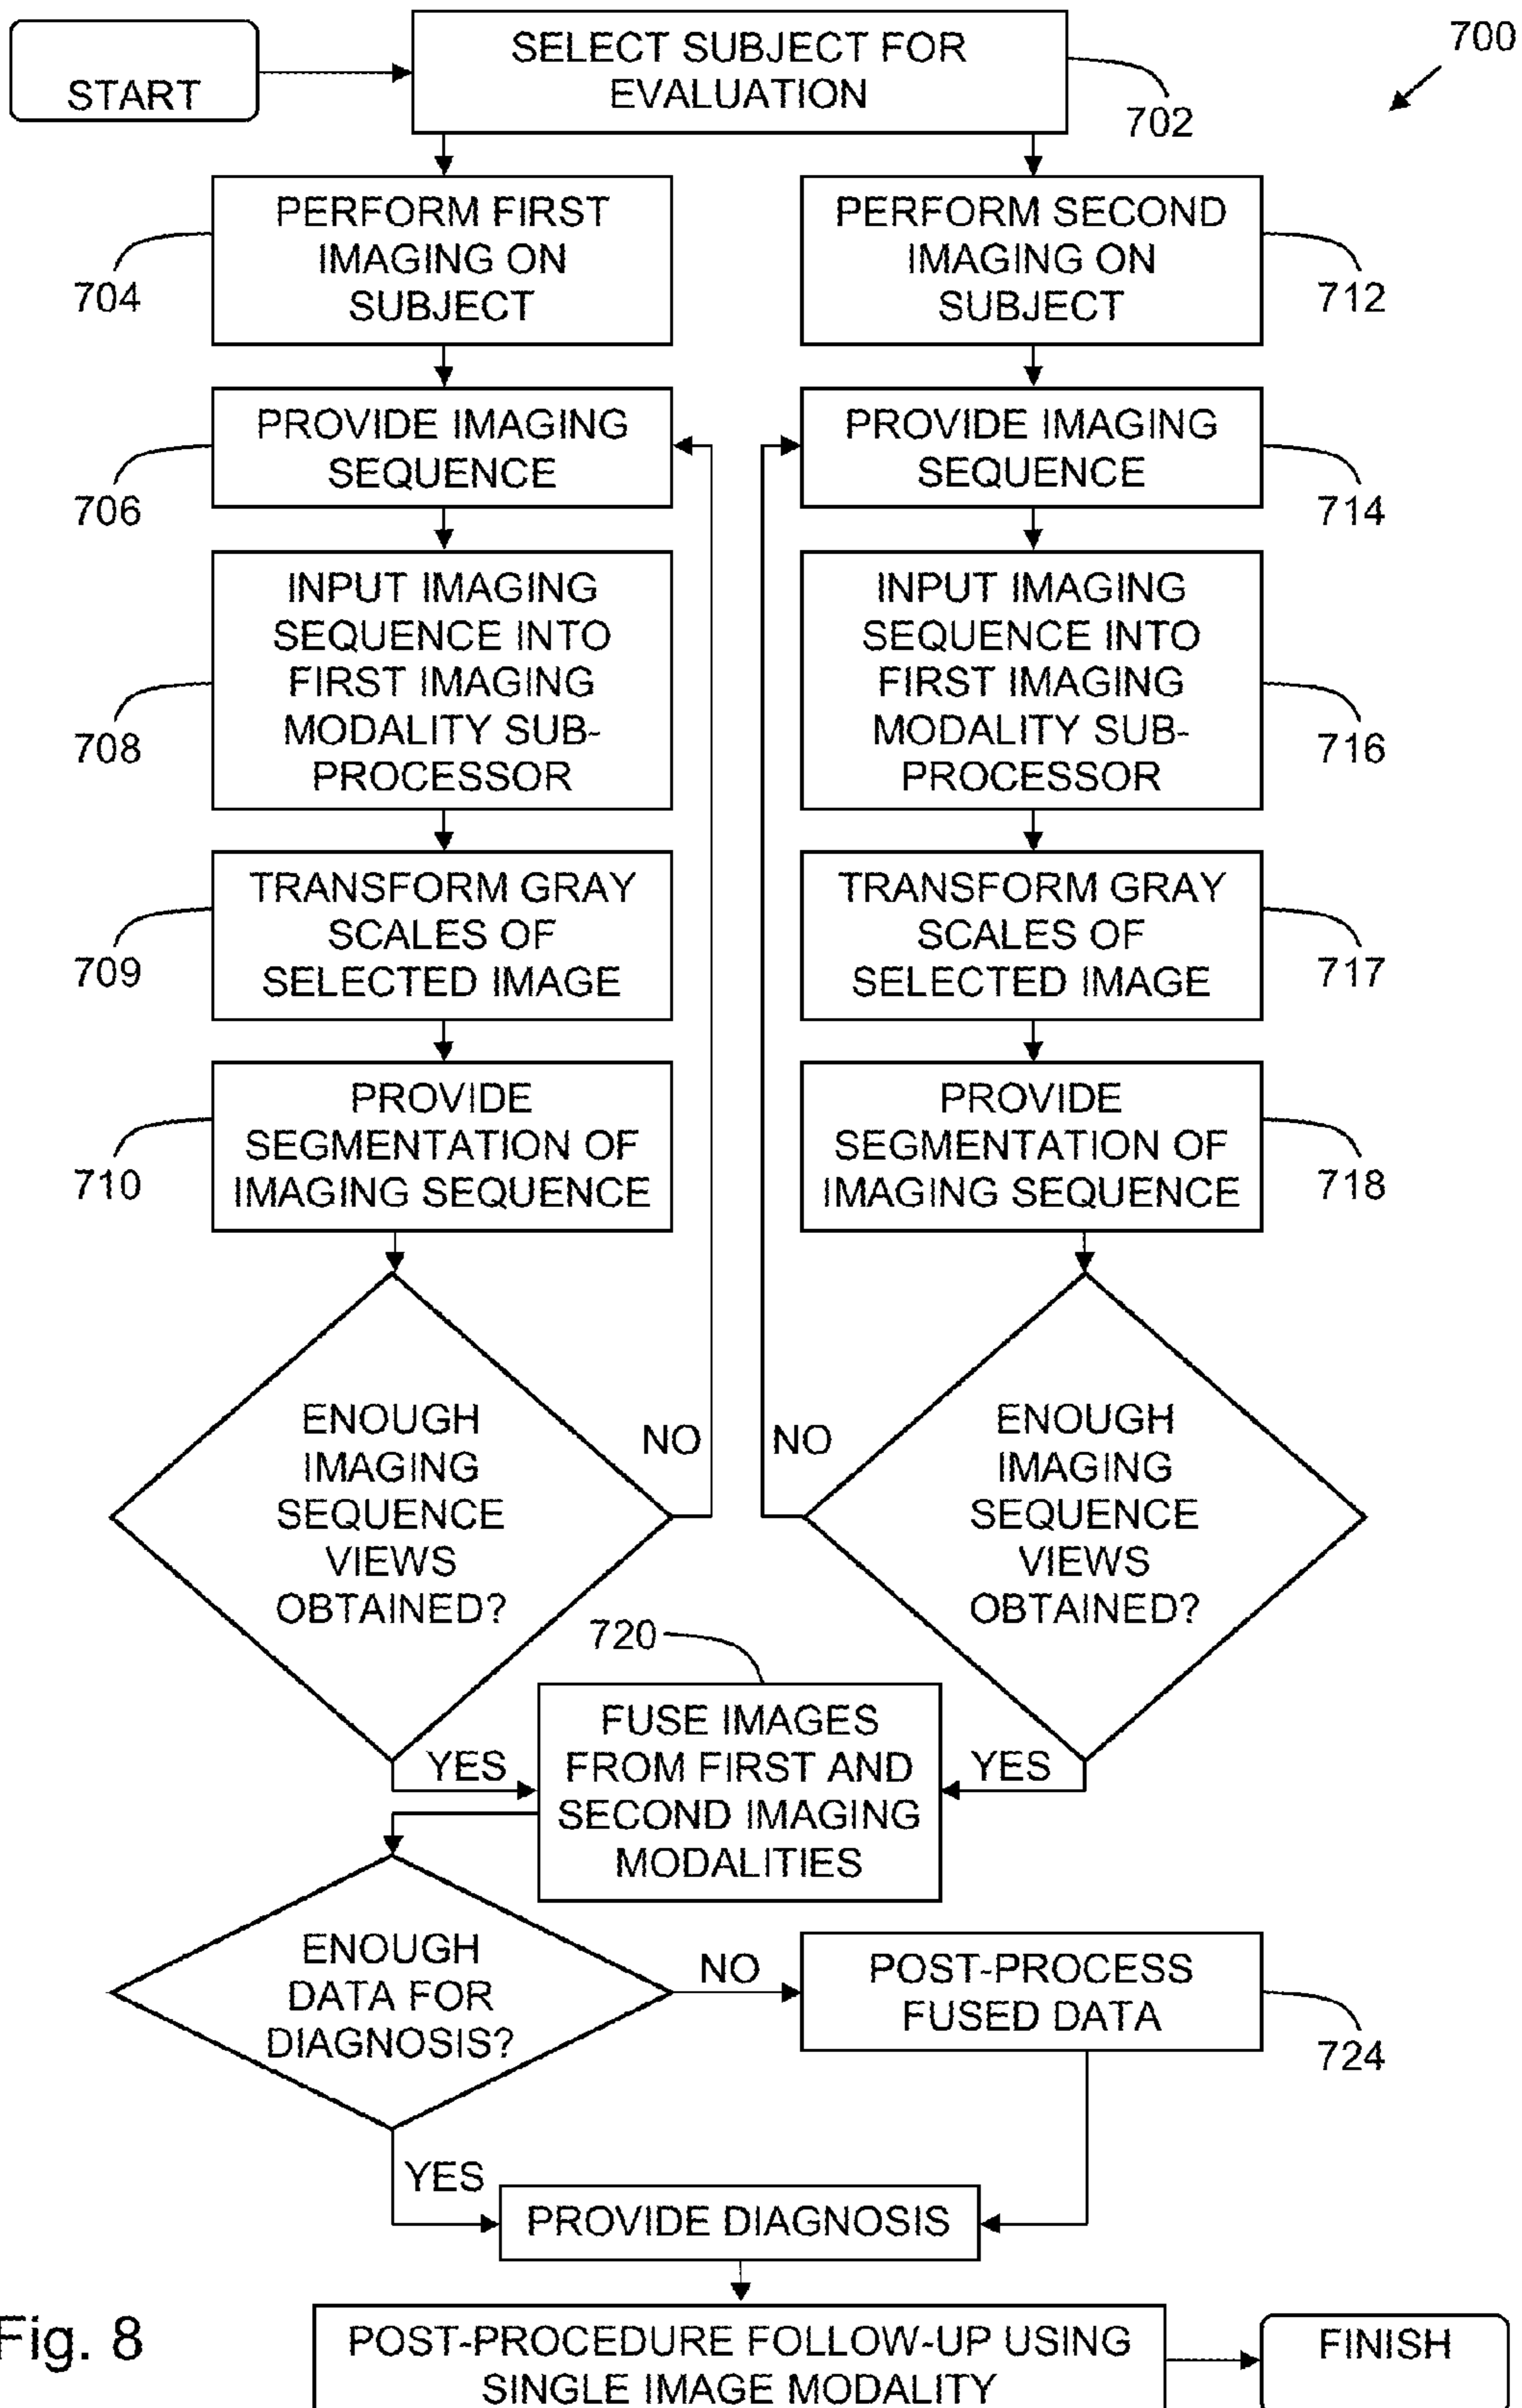 START
SELECT SUBJECT FOR
EVALUATION
700
702
PERFORM FIRST
IMAGING ON
SUBJECT
704
PERFORM SECOND
IMAGING ON
SUBJECT
712
PROVIDE IMAGING
SEQUENCE
706
PROVIDE IMAGING
SEQUENCE
714
INPUT IMAGING
SEQUENCE INTO
FIRST IMAGING
MODALITY SUB-
PROCESSOR
708
INPUT IMAGING
SEQUENCE INTO
FIRST IMAGING
MODALITY SUB-
PROCESSOR
716
TRANSFORM GRAY
SCALES OF
SELECTED IMAGE
709
TRANSFORM GRAY
SCALES OF
SELECTED IMAGE
717
PROVIDE
SEGMENTATION OF
IMAGING SEQUENCE
710
PROVIDE
SEGMENTATION OF
IMAGING SEQUENCE
718
ENOUGH
IMAGING
SEQUENCE
VIEWS
OBTAINED?
NO
NO
ENOUGH
IMAGING
SEQUENCE
VIEWS
OBTAINED?
720
YES
FUSE IMAGES
FROM FIRST AND
SECOND IMAGING
MODALITIES
YES
ENOUGH
DATA FOR
DIAGNOSIS?
NO
POST-PROCESS
FUSED DATA
724
YES
PROVIDE DIAGNOSIS
Fig. 8
POST-PROCEDURE FOLLOW-UP USING
SINGLE IMAGE MODALITY
FINISH